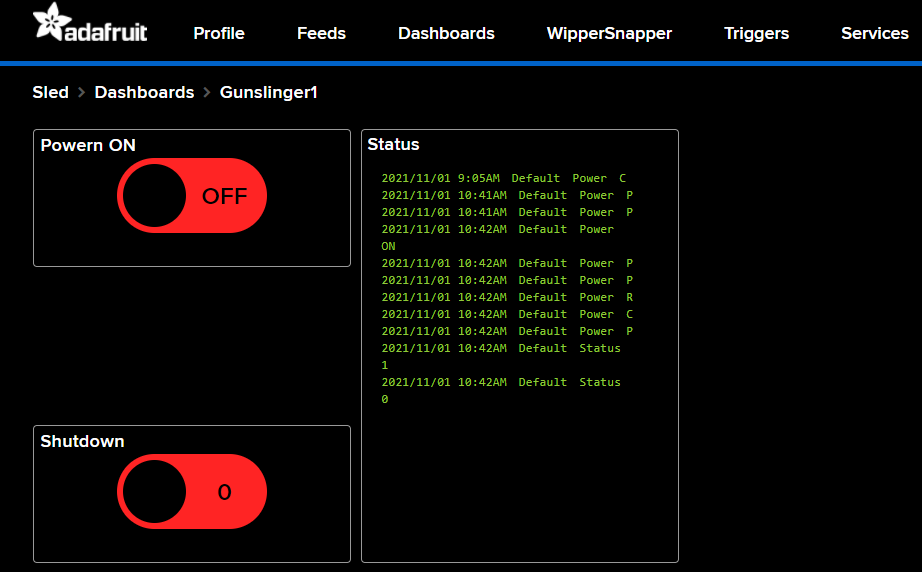 adafruit Profile Feeds Dashboards WipperSnapper Triggers Services
Sled > Dashboards > Gunslinger1
Powern ON
OFF
Status
2021/11/01 9:05AM Default Power C
2021/11/01 10:41AM Default Power P
2021/11/01 10:41AM Default Power P
2021/11/01 10:42AM Default Power
ON
2021/11/01 10:42AM Default Power P
2021/11/01 10:42AM Default Power P
2021/11/01 10:42AM Default Power R
2021/11/01 10:42AM Default Power C
2021/11/01 10:42AM Default Power P
2021/11/01 10:42AM Default Status
1
2021/11/01 10:42AM Default Status
0
Shutdown
0